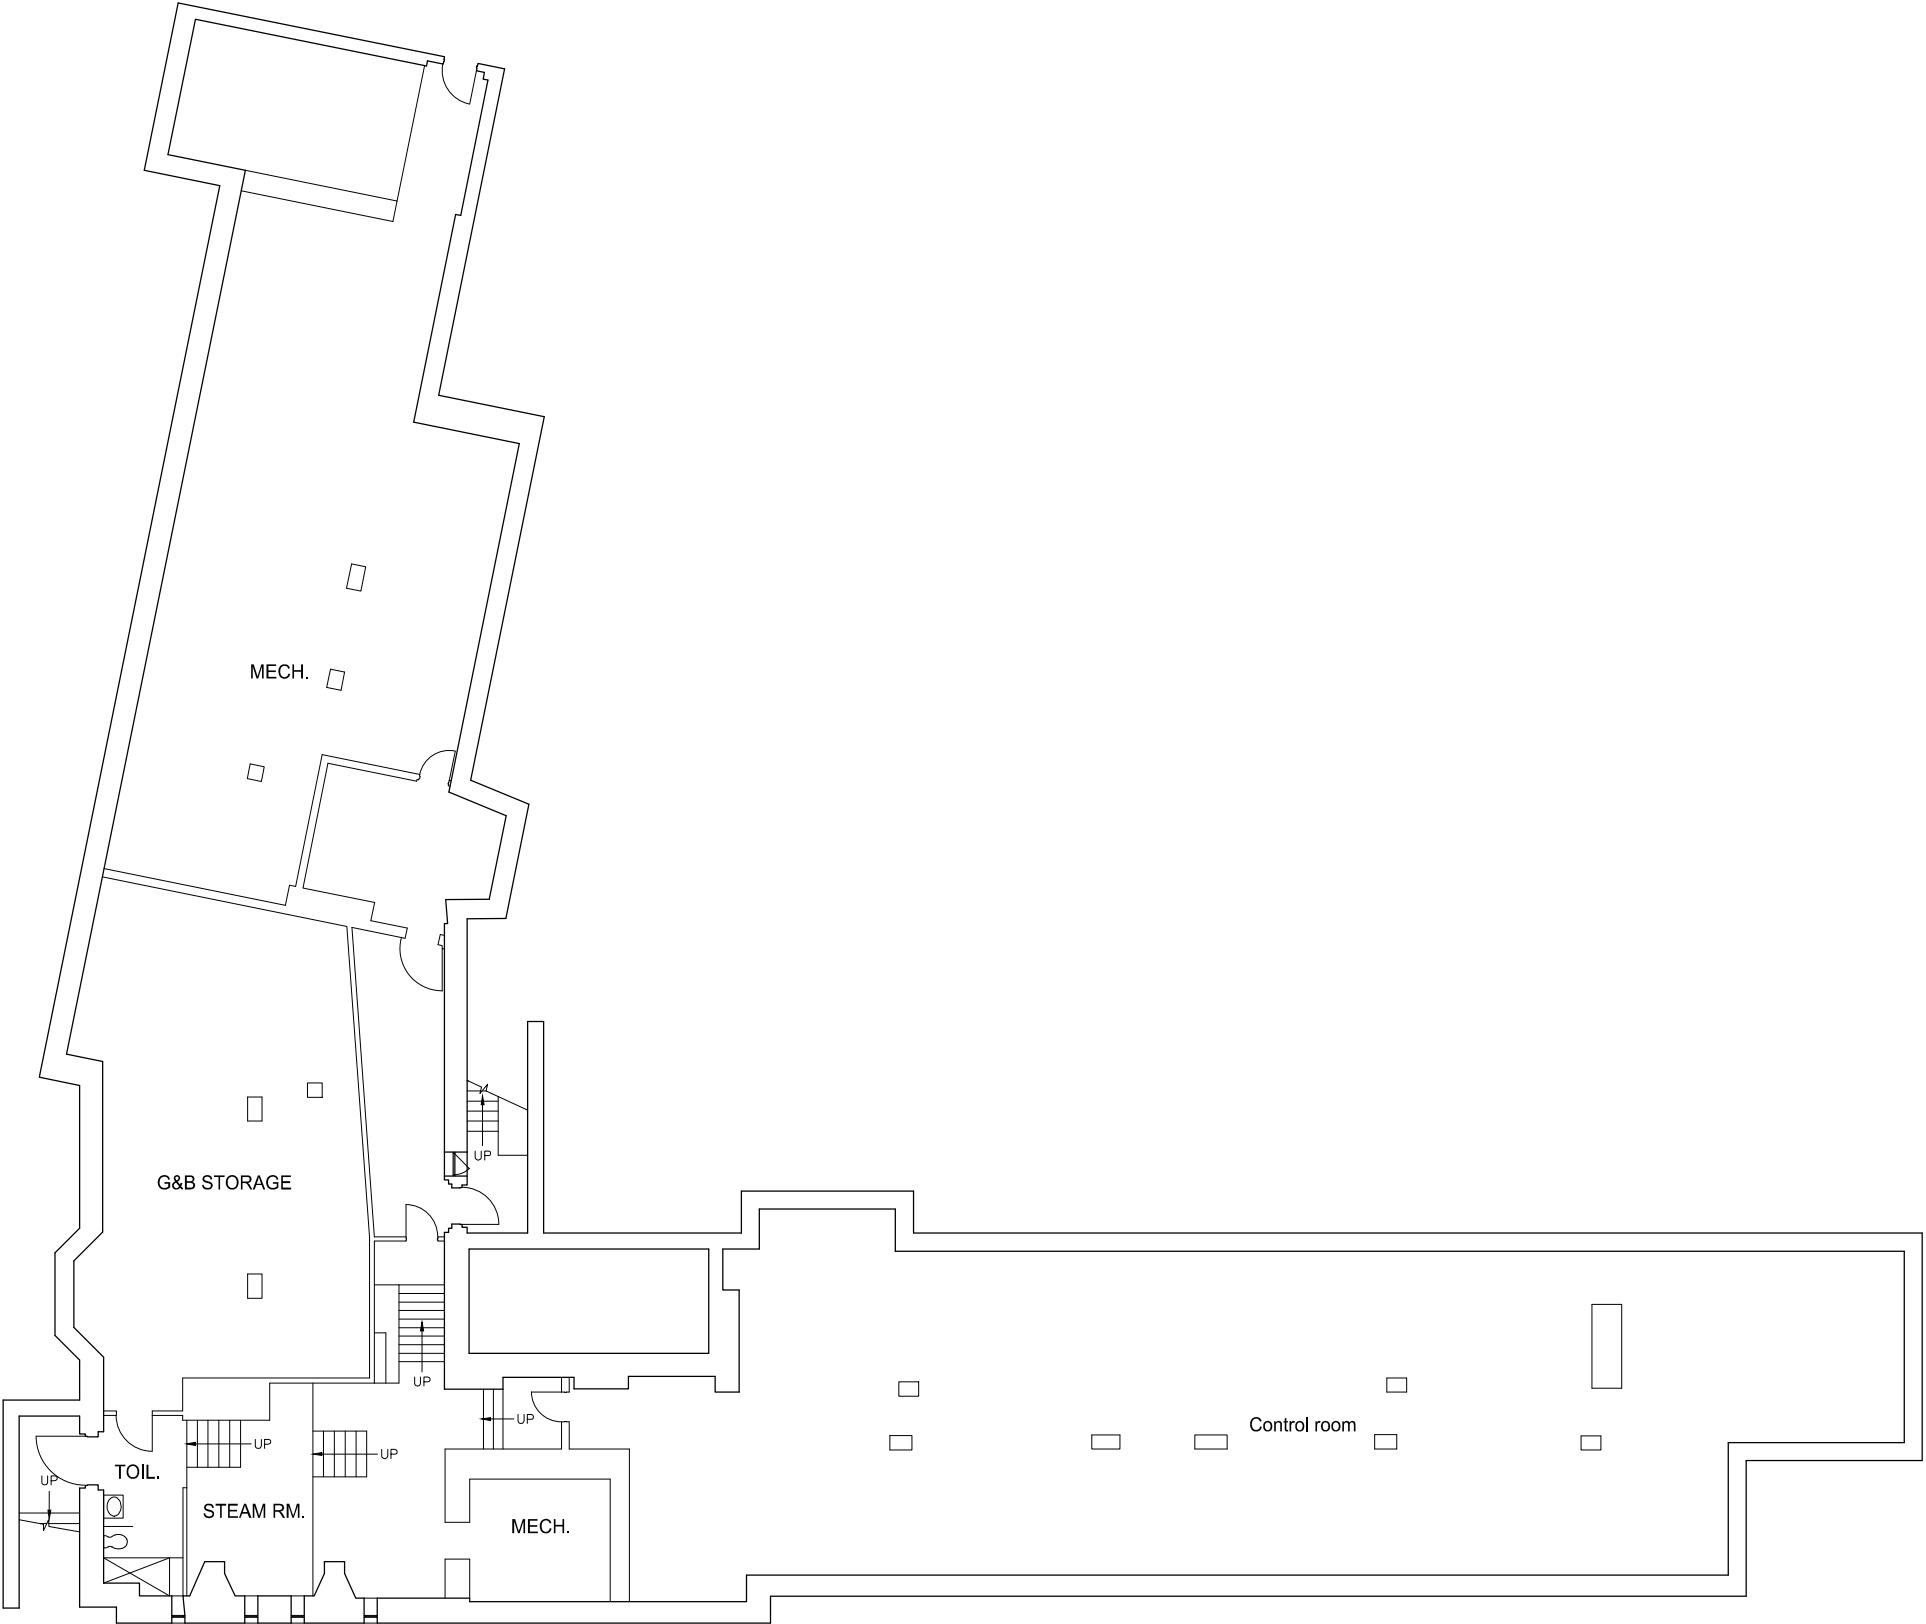 MECH.
UP
G&B STORAGE
UP
UP
Control room
UP
UP
TOIL.
UP
STEAM RM.
MECH.